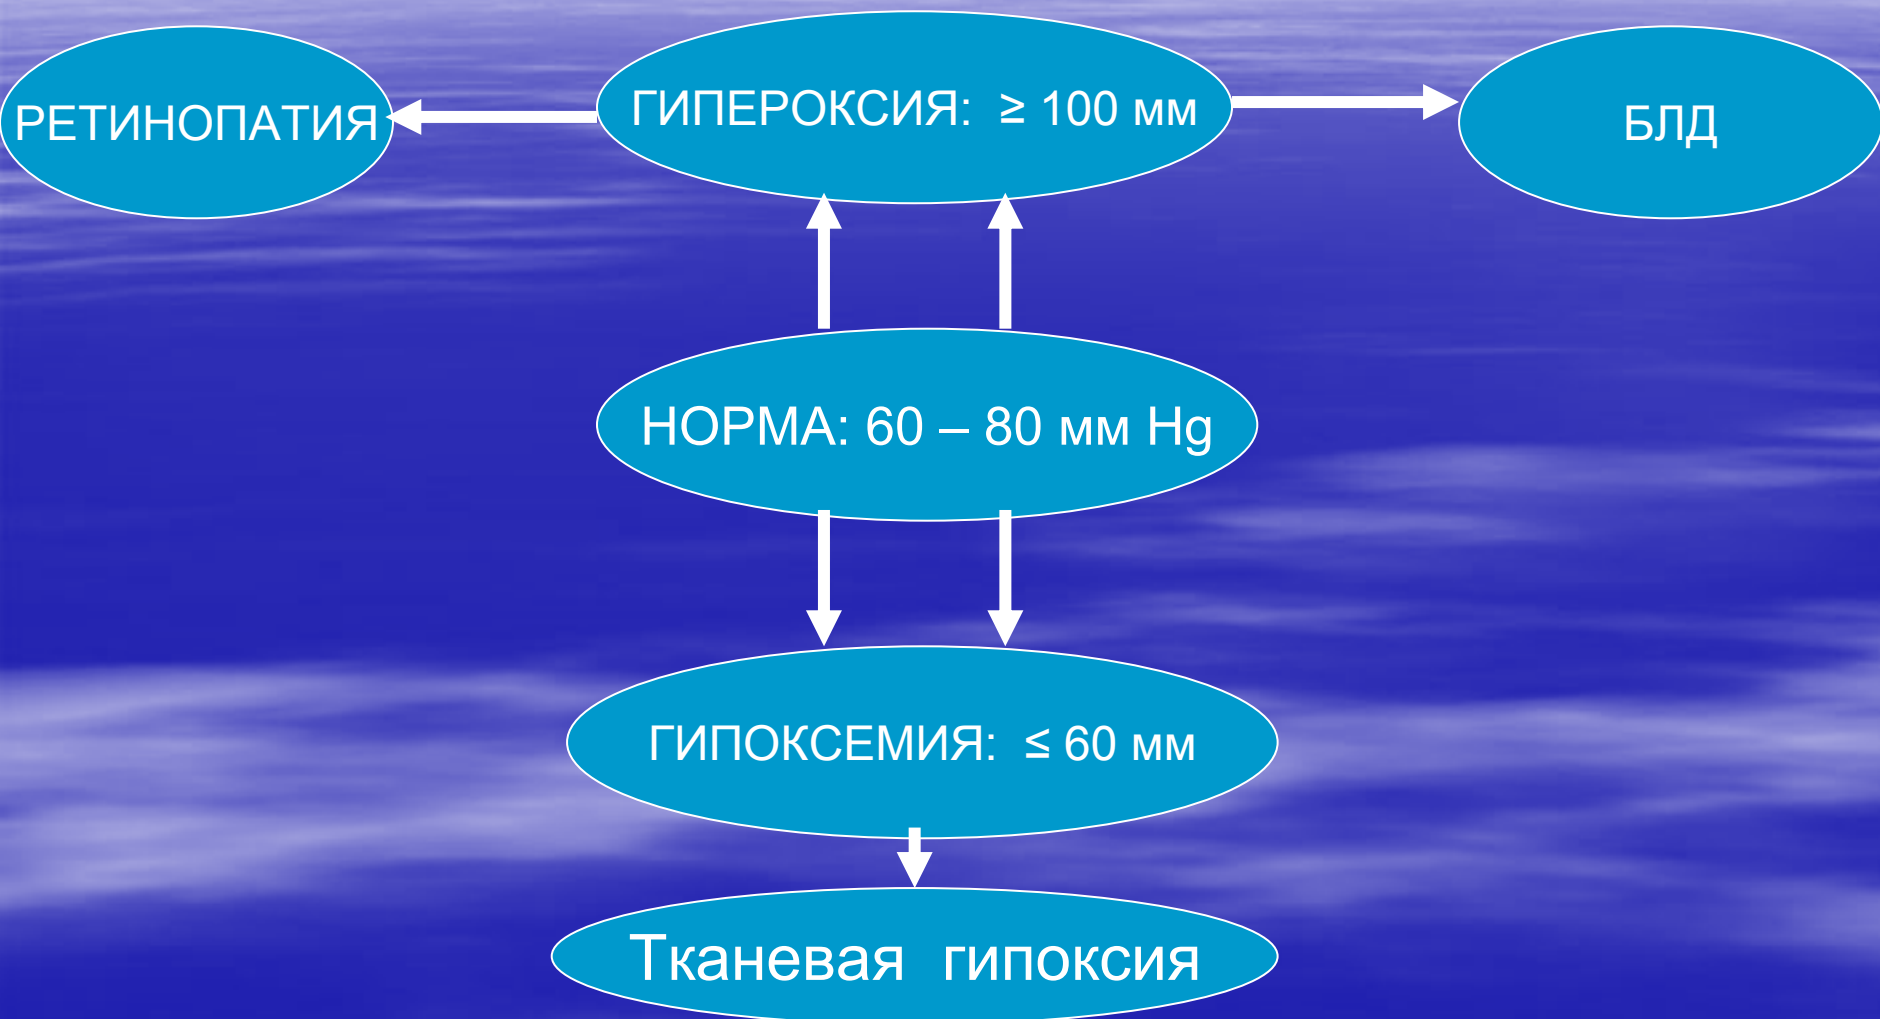 РЕТИНОПАТИЯ
ГИПЕРОКСИЯ: ≥ 100 мм
БЛД
НОРМА: 60 – 80 мм Hg
ГИПОКСЕМИЯ: ≤ 60 мм
Тканевая гипоксия